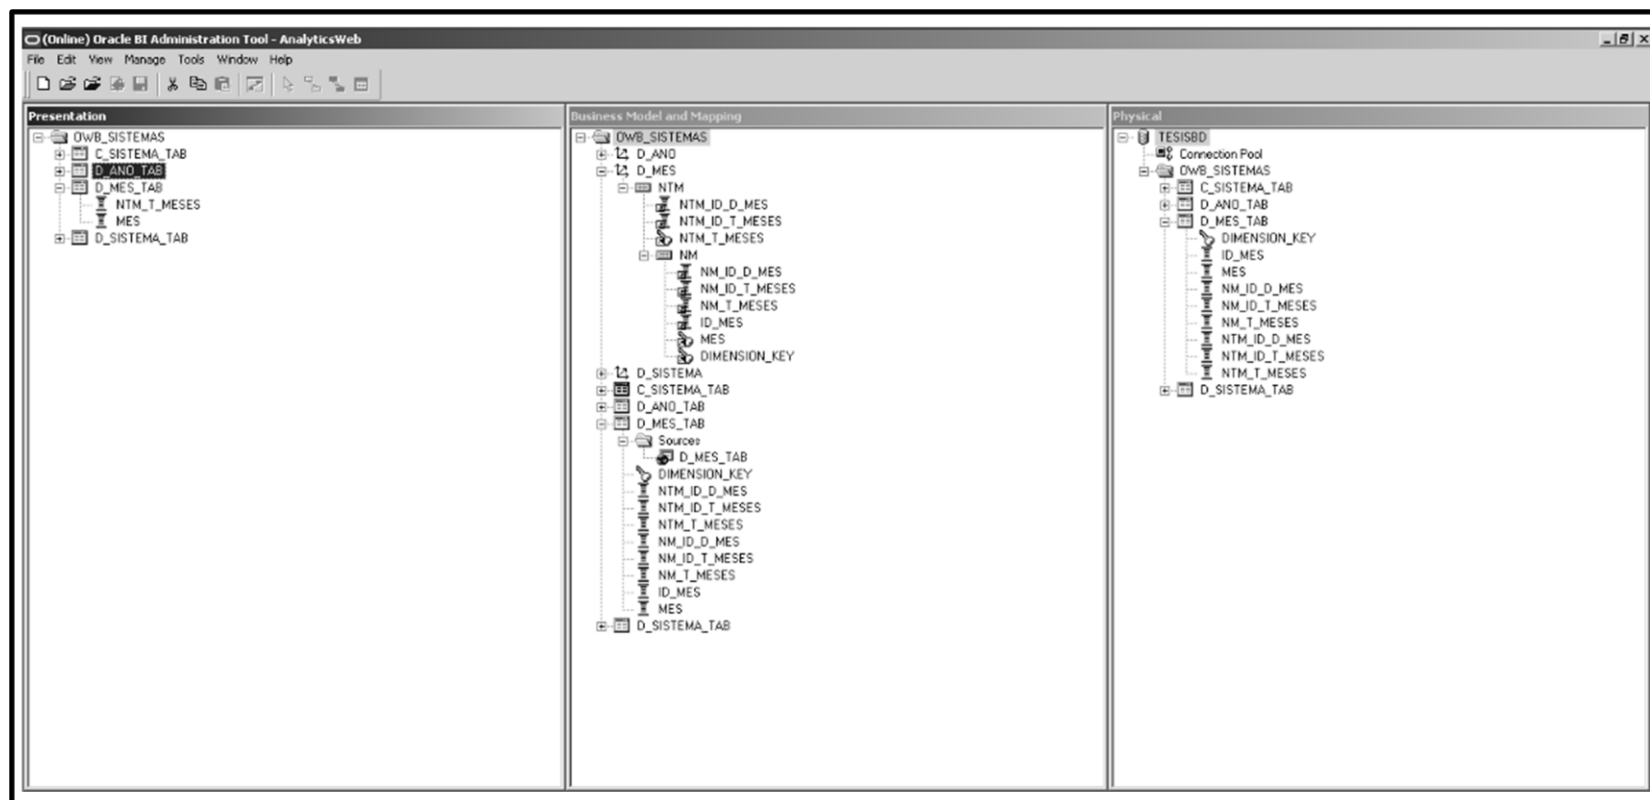 (Online) Oracle BI Administration Tool - AnalyticsWeb
File Edit View Manage Tools Window Help
Presentation
OWB_SISTEMAS
C_SISTEMA_TAB
D_ANO_TAB
D_MES_TAB
NTM_T_MESES
MES
D_SISTEMA_TAB
Business Model and Mapping
OWB_SISTEMAS
D_ANO
D_MES
NTM
NTM_ID_D_MES
NTM_ID_T_MESES
NTM_T_MESES
NM
NM_ID_D_MES
NM_ID_T_MESES
NM_T_MESES
ID_MES
MES
DIMENSION_KEY
D_SISTEMA
C_SISTEMA_TAB
D_ANO_TAB
D_MES_TAB
Sources
D_MES_TAB
DIMENSION_KEY
NTM_ID_D_MES
NTM_ID_T_MESES
NTM_T_MESES
NM_ID_D_MES
NM_ID_T_MESES
NM_T_MESES
ID_MES
MES
D_SISTEMA_TAB
Physical
TESISBD
Connection Pool
OWB_SISTEMAS
C_SISTEMA_TAB
D_ANO_TAB
D_MES_TAB
DIMENSION_KEY
ID_MES
MES
NM_ID_D_MES
NM_ID_T_MESES
NM_T_MESES
NTM_ID_D_MES
NTM_ID_T_MESES
NTM_T_MESES
D_SISTEMA_TAB